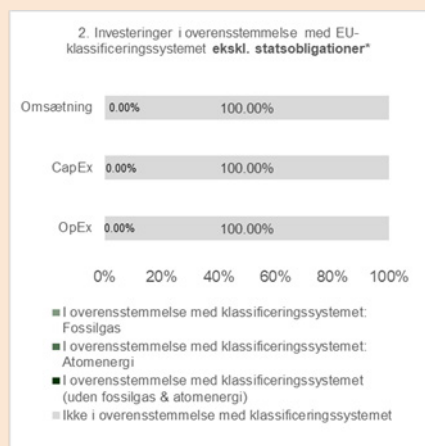 2. Investeringer i overensstemmelse med EU-
klassificeringssystemet ekskl. statsobligationer*
Omsætning 0.00% 100.00%
CapEx 0.00% 100.00%
OpEx 0.00% 100.00%
0% 20% 40% 60% 80% 100%
I overensstemmelse med klassificeringssystemet:
Fossilgas
I overensstemmelse med klassificeringssystemet:
Atomenergi
I overensstemmelse med klassificeringssystemet
(uden fossilgas & atomenergi)
Ikke i overensstemmelse med klassificeringssystemet